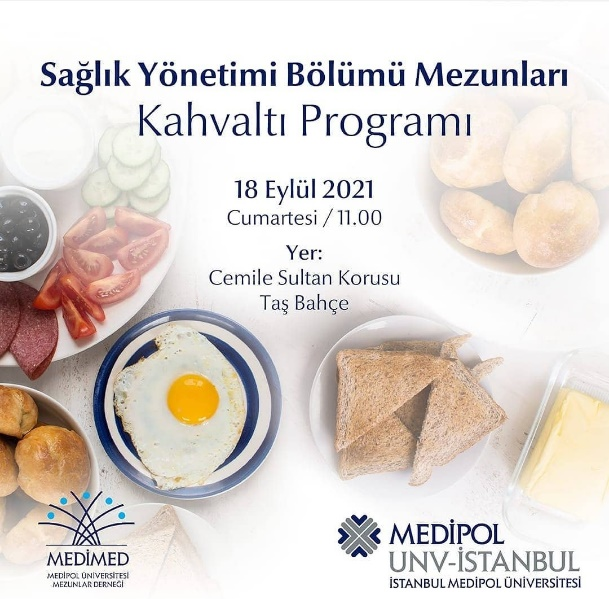 Sağlık Yönetimi Bölümü Mezunları
Kahvaltı Programı
18 Eylül 2021
Cumartesi / 11.00
Yer:
Cemile Sultan Korusu
Taş Bahçe
MEDİMED
MEDİPOL ÜNİVERSİTESİ
MEZUNLAR DERNEĞİ
MEDİPOL
UNV-İSTANBUL
İSTANBUL MEDİPOL ÜNİVERSİTESİ